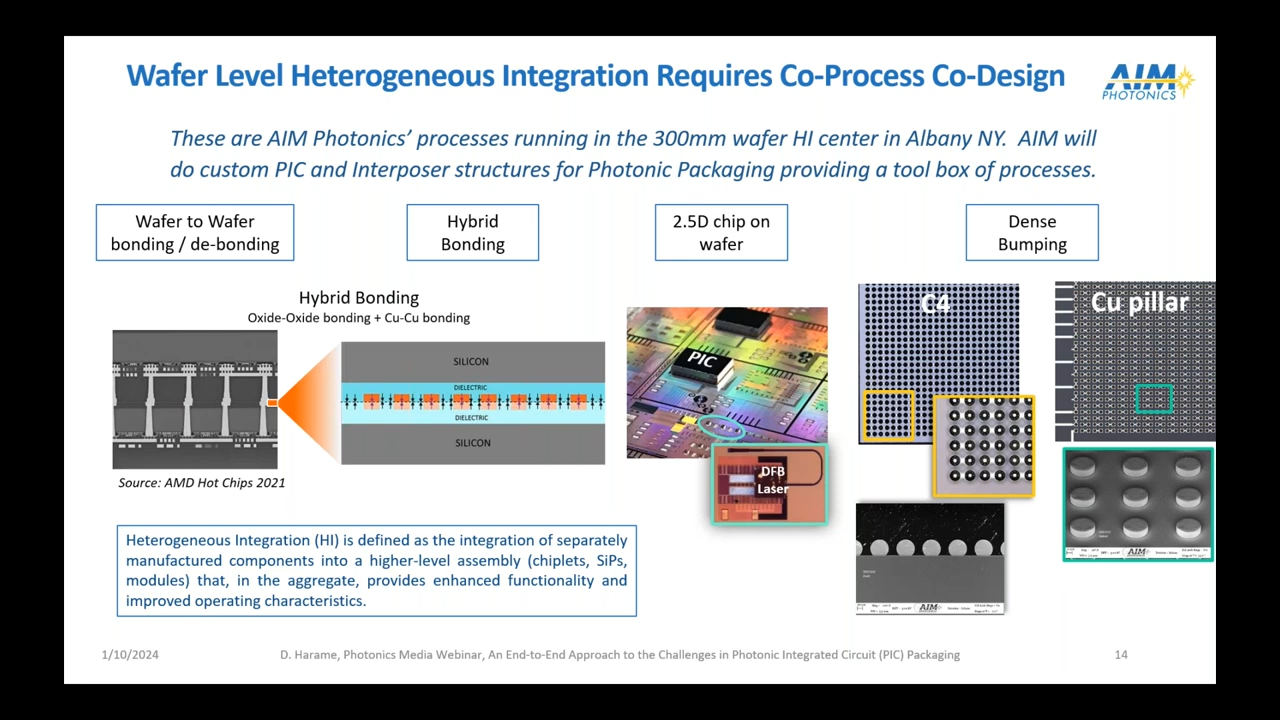 Wafer Level Heterogeneous Integration Requires Co-Process Co-Design
AIM
PHOTONICS
These are AIM Photonics’ processes running in the 300mm wafer HI center in Albany NY. AIM will
do custom PIC and Interposer structures for Photonic Packaging providing a tool box of processes.
Wafer to Wafer
bonding / de-bonding
Hybrid
Bonding
2.5D chip on
wafer
Dense
Bumping
Hybrid Bonding
Oxide-Oxide bonding + Cu-Cu bonding
SILICON
DIELECTRIC
DIELECTRIC
SILICON
Source: AMD Hot Chips 2021
PIC
DFB
Laser
C4
Cu pillar
AIM
AIM
Heterogeneous Integration (HI) is defined as the integration of separately
manufactured components into a higher-level assembly (chiplets, SiPs,
modules) that, in the aggregate, provides enhanced functionality and
improved operating characteristics.
1/10/2024
D. Harame, Photonics Media Webinar, An End-to-End Approach to the Challenges in Photonic Integrated Circuit (PIC) Packaging
14